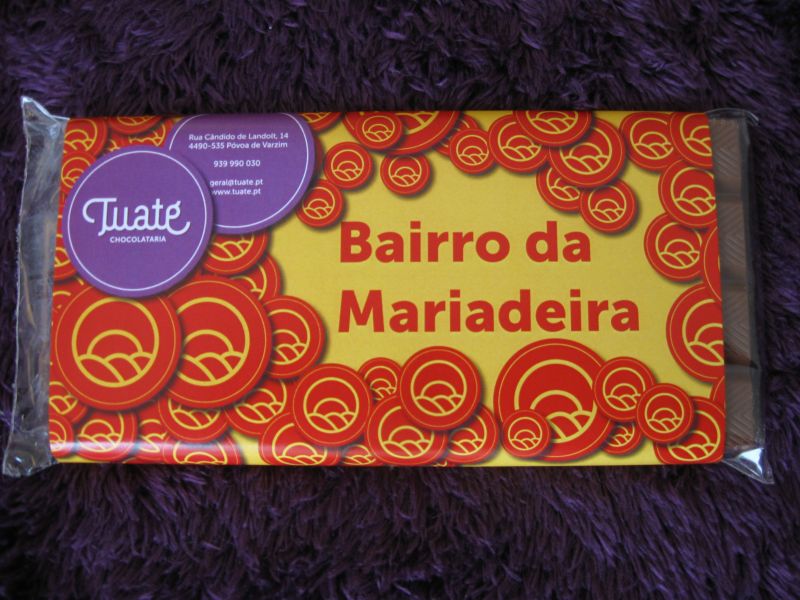 Rua Cândido de Landolt, 14
4490-535 Póvoa de Varzim
939 990 030
geral@tuate.pt
www.tuate.pt
Tuaté
CHOCOLATARIA
Bairro da
Mariadeira